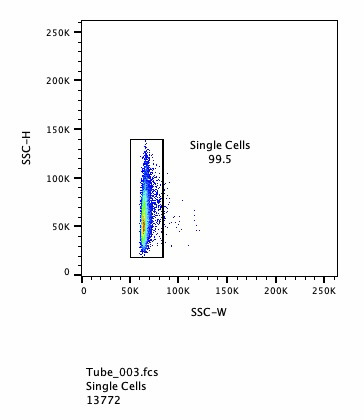 250K
200K
150K
SSC-H
Single Cells
99.5
100K
50K
0
0
50K
100K
150K
200K
250K
SSC-W
Tube_003.fcs
Single Cells
13772